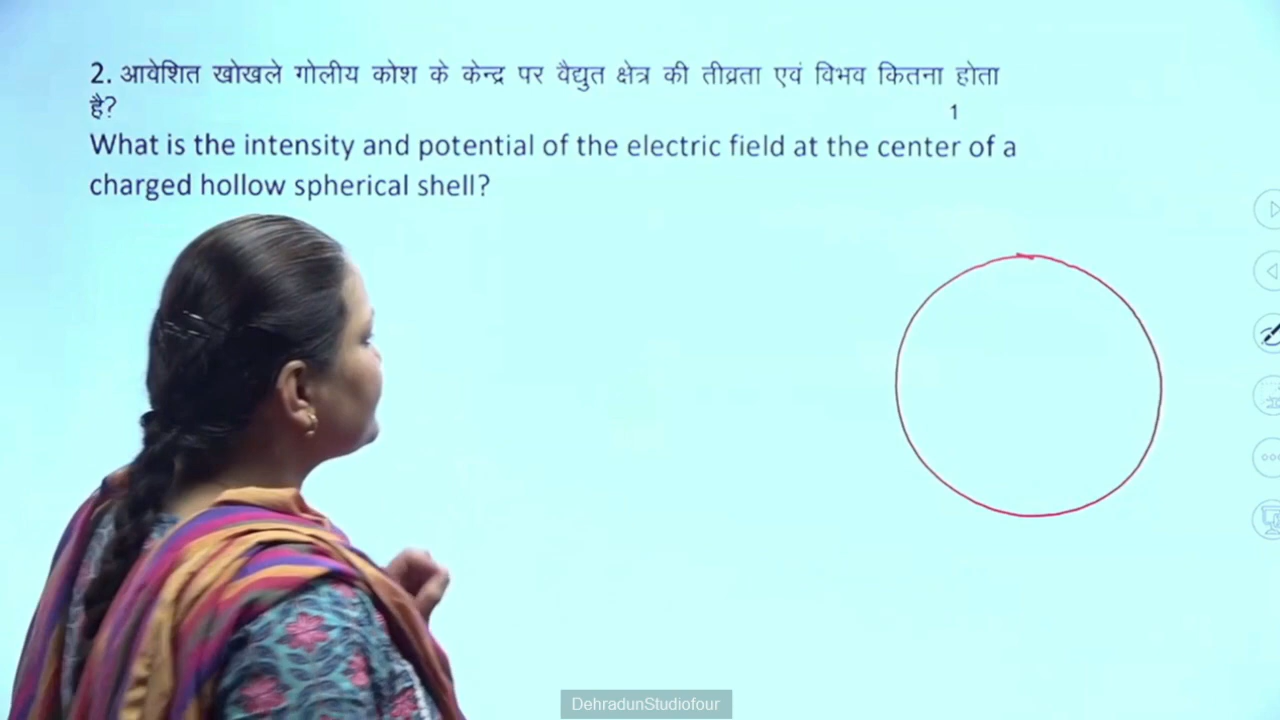 2. आवेशित खोखले गोलीय कोश के केन्द्र पर वैद्युत क्षेत्र की तीव्रता एवं विभव कितना होता
है? 1
What is the intensity and potential of the electric field at the center of a
charged hollow spherical shell?
DehradunStudiofour